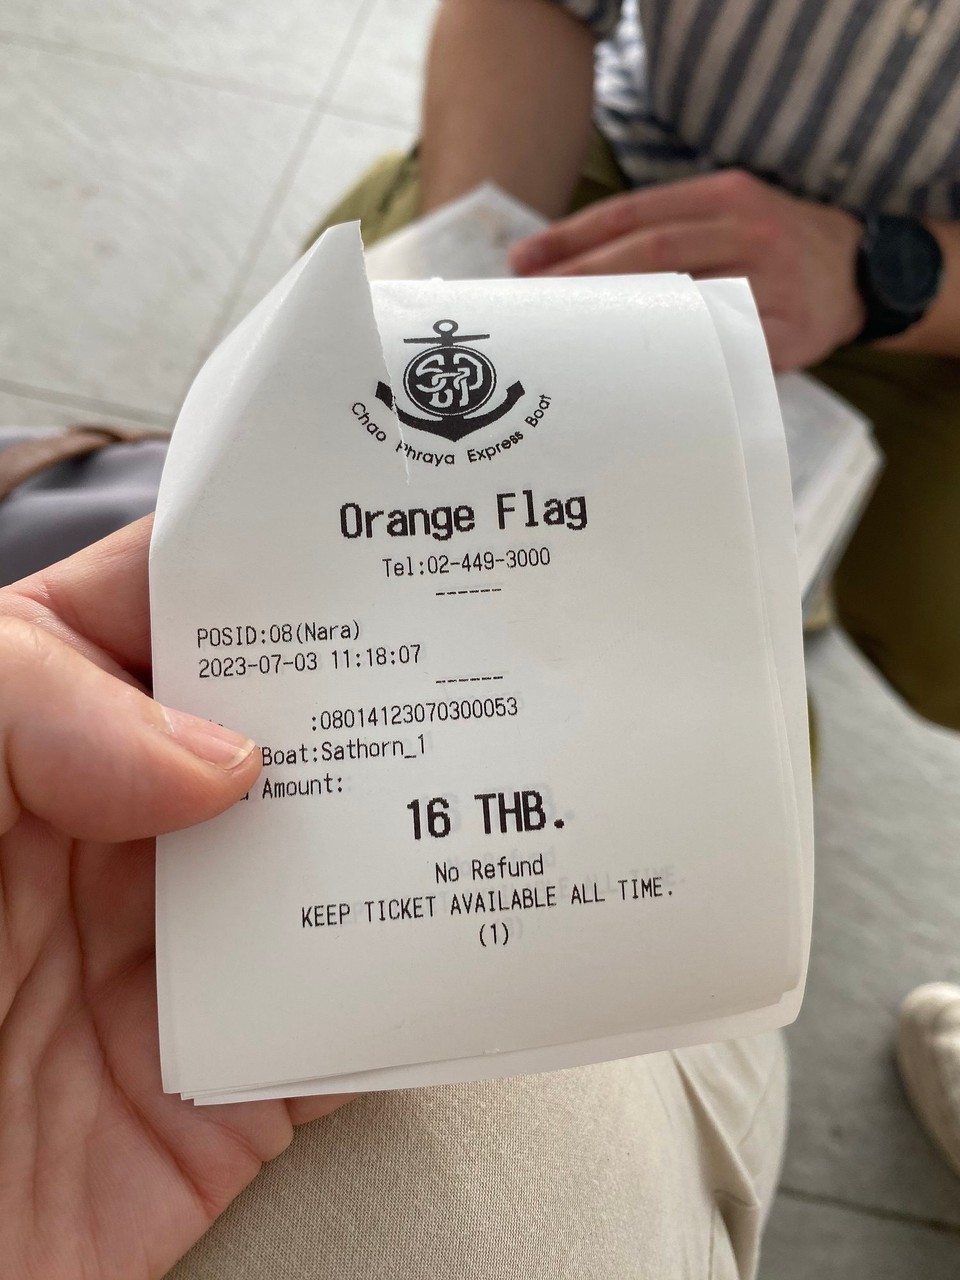 Chao Phraya Express Boat
Orange Flag
Tel:02-449-3000
------
POSID:08(Nara)
2023-07-03 11:18:07
------
:08014123070300053
Boat:Sathorn_1
Amount:
16 THB.
No Refund
KEEP TICKET AVAILABLE ALL TIME.
(1)